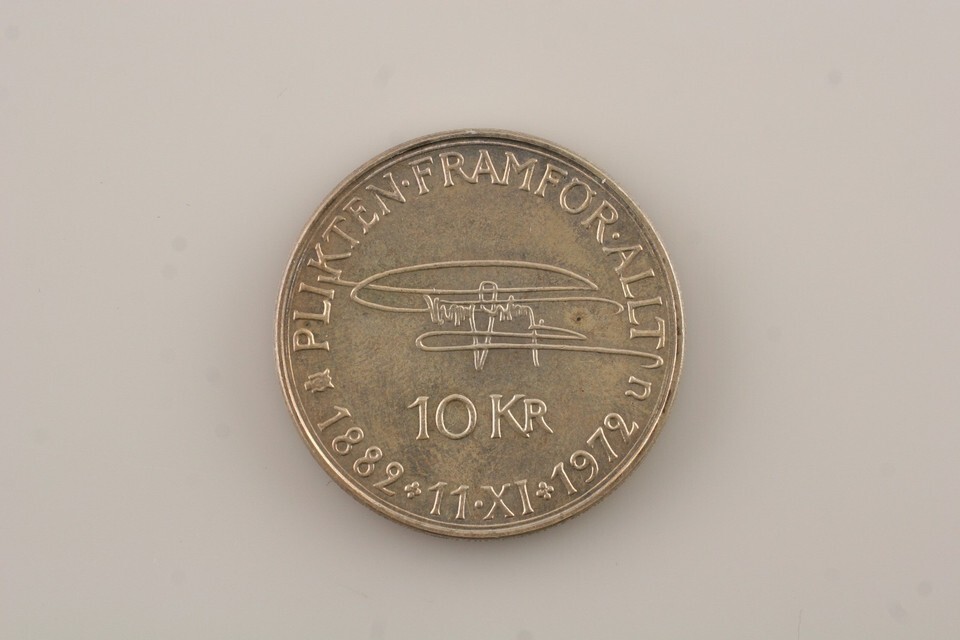 PLIKTEN·FRAMFÖR·ALLT
10 KR
U
1882 11·XI 1972